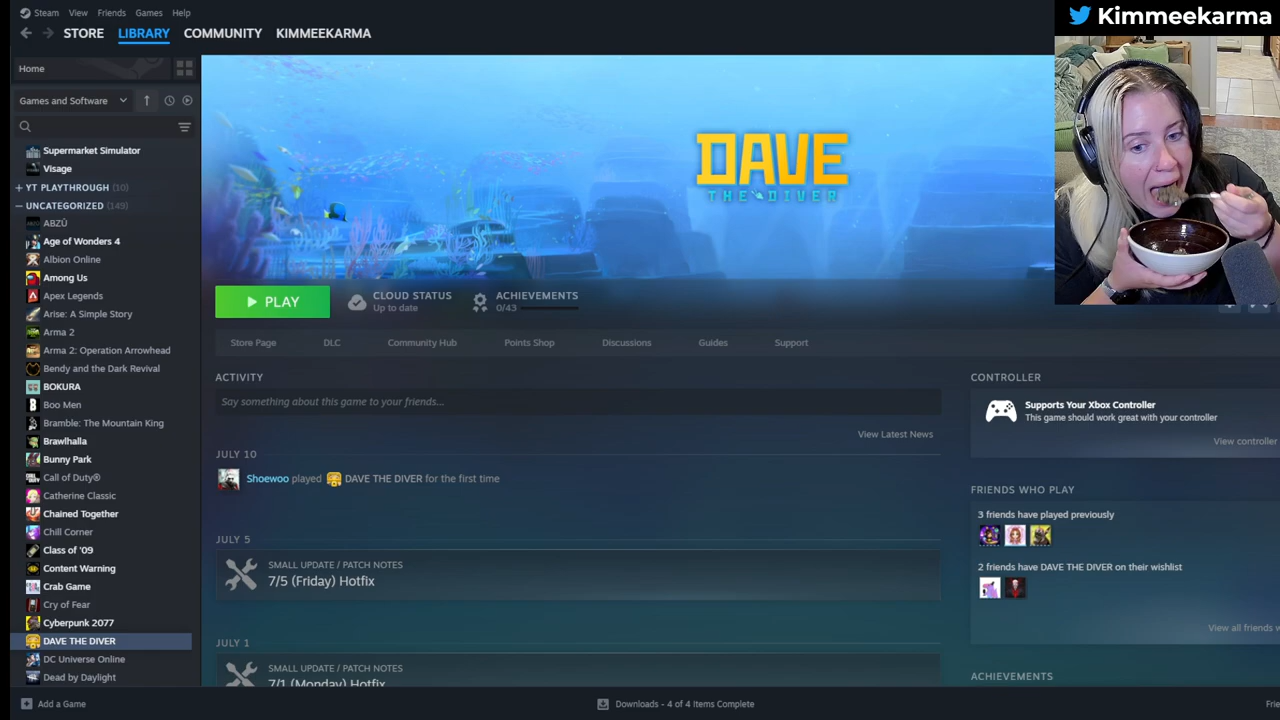 Steam View Friends Games Help
Kimmeekarma
STORE LIBRARY COMMUNITY KIMMEEKARMA
Home
Games and Software
Supermarket Simulator
Visage
+ YT PLAYTHROUGH (10)
— UNCATEGORIZED (149)
ABZÛ
Age of Wonders 4
Albion Online
Among Us
Apex Legends
Arise: A Simple Story
Arma 2
Arma 2: Operation Arrowhead
Bendy and the Dark Revival
BOKURA
Boo Men
Bramble: The Mountain King
Brawlhalla
Bunny Park
Call of Duty®
Catherine Classic
Chained Together
Chill Corner
Class of '09
Content Warning
Crab Game
Cry of Fear
Cyberpunk 2077
DAVE THE DIVER
DC Universe Online
Dead by Daylight
DAVE
THE DIVER
PLAY
CLOUD STATUS
Up to date
ACHIEVEMENTS
0/43
Store Page DLC Community Hub Points Shop Discussions Guides Support
ACTIVITY
Say something about this game to your friends...
View Latest News
JULY 10
Shoewoo played DAVE THE DIVER for the first time
JULY 5
SMALL UPDATE / PATCH NOTES
7/5 (Friday) Hotfix
JULY 1
SMALL UPDATE / PATCH NOTES
7/1 (Monday) Hotfix
CONTROLLER
Supports Your Xbox Controller
This game should work great with your controller
View controller
FRIENDS WHO PLAY
3 friends have played previously
2 friends have DAVE THE DIVER on their wishlist
View all friends w
ACHIEVEMENTS
Add a Game
Downloads - 4 of 4 Items Complete
Frie